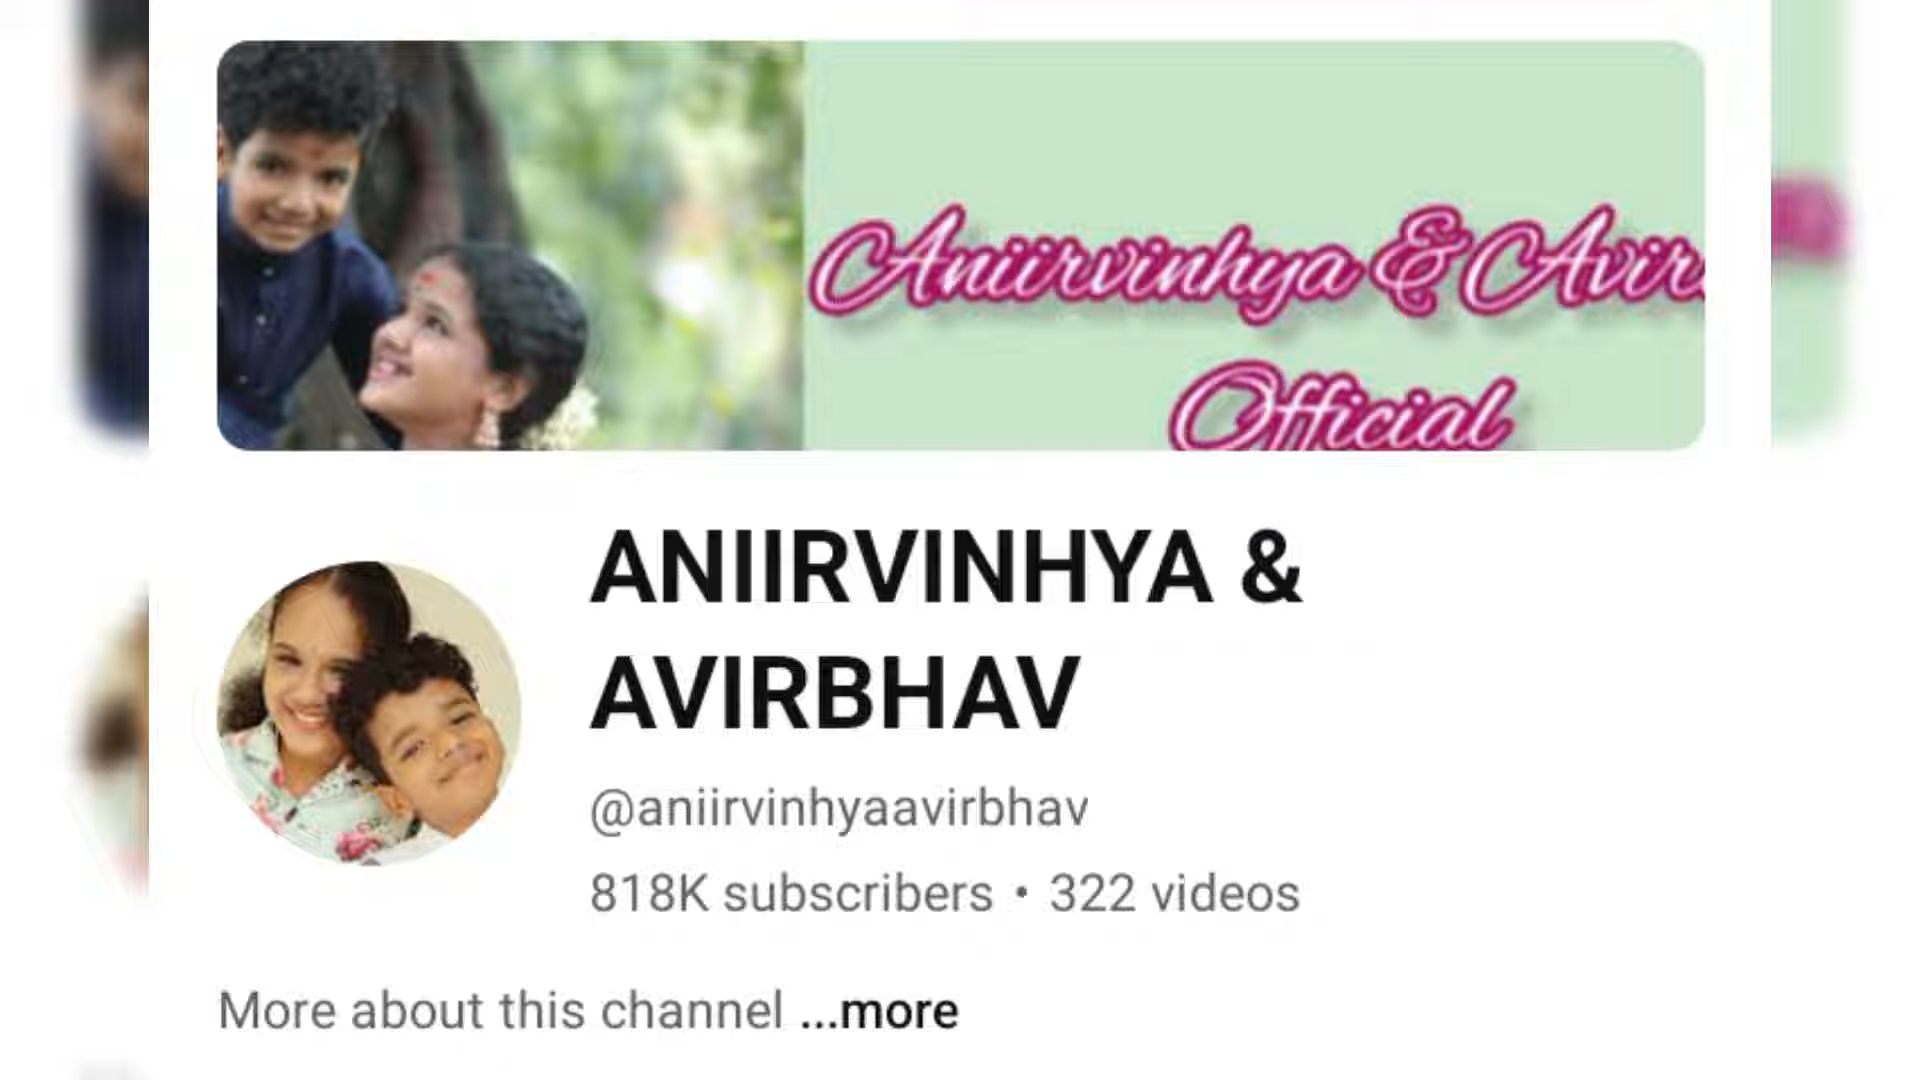 Aniirvinhya & Avir
Official
ANIIRVINHYA &
AVIRBHAV
@aniirvinhyaavirbhav
818K subscribers • 322 videos
More about this channel ...more